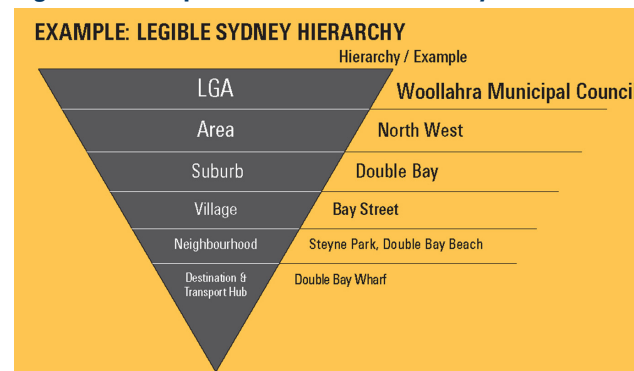 EXAMPLE: LEGIBLE SYDNEY HIERARCHY
Hierarchy / Example
LGA Woollahra Municipal Counci
Area North West
Suburb Double Bay
Village Bay Street
Neighbourhood Steyne Park, Double Bay Beach
Destination &
Transport Hub Double Bay Wharf